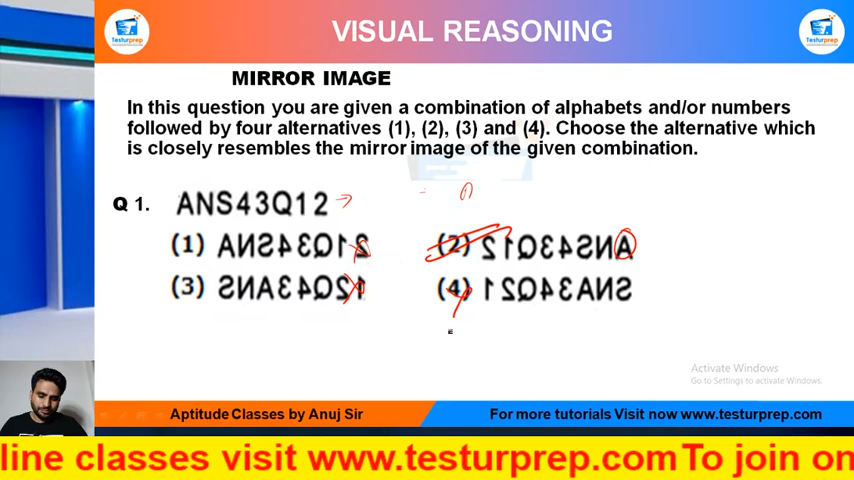 Testurprep
VISUAL REASONING
Testurprep
MIRROR IMAGE
In this question you are given a combination of alphabets and/or numbers
followed by four alternatives (1), (2), (3) and (4). Choose the alternative which
is closely resembles the mirror image of the given combination.
Q 1. ANS43Q12
(1) ANS43Q12 (2) 21Q34SNA
(3) SNA34Q21 (4) 12Q43ANS
Activate Windows
Go to Settings to activate Windows.
Aptitude Classes by Anuj Sir For more tutorials Visit now www.testurprep.com
line classes visit www.testurprep.com To join on